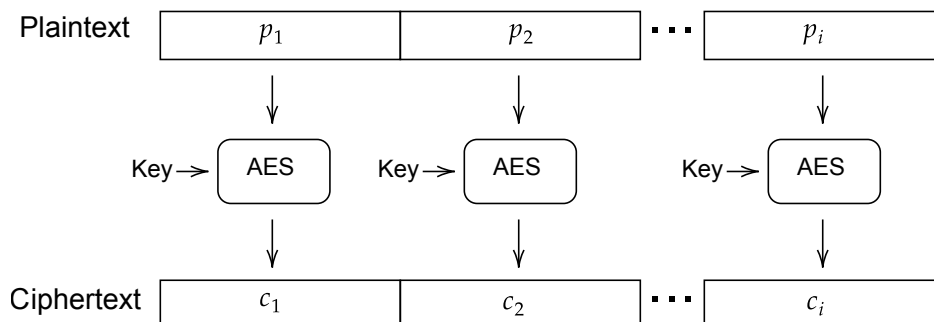 Plaintext p₁ p₂ ... pᵢ
Key AES Key AES Key AES
Ciphertext c₁ c₂ ... cᵢ